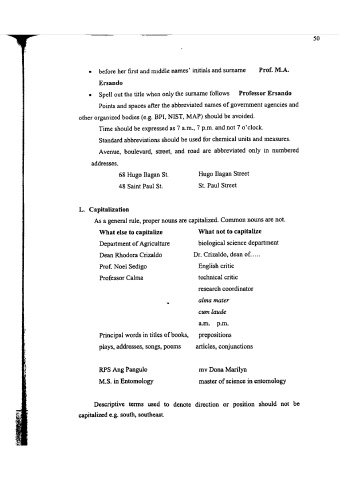 50
• before her first and middle names' initials and surname Prof. M.A.
Ersando
• Spell out the title when only the surname follows Professor Ersando
Points and spaces after the abbreviated names of government agencies and
other organized bodies (e.g. BPI, NIST, MAP) should be avoided.
Time should be expressed as 7 a.m., 7 p.m. and not 7 o'clock.
Standard abbreviations should be used for chemical units and measures.
Avenue, boulevard, street, and road are abbreviated only in numbered
addresses.
68 Hugo Ilagan St. Hugo Ilagan Street
48 Saint Paul St. St. Paul Street
L. Capitalization
As a general rule, proper nouns are capitalized. Common nouns are not.
What else to capitalize What not to capitalize
Department of Agriculture biological science department
Dean Rhodora Crizaldo Dr. Crizaldo, dean of.....
Prof. Noel Sedigo English critic
Professor Calma technical critic
research coordinator
alma mater
cum laude
a.m. p.m.
Principal words in titles of books, prepositions
plays, addresses, songs, poems articles, conjunctions
RPS Ang Pangulo mv Dona Marilyn
M.S. in Entomology master of science in entomology
Descriptive terms used to denote direction or position should not be
capitalized e.g. south, southeast.